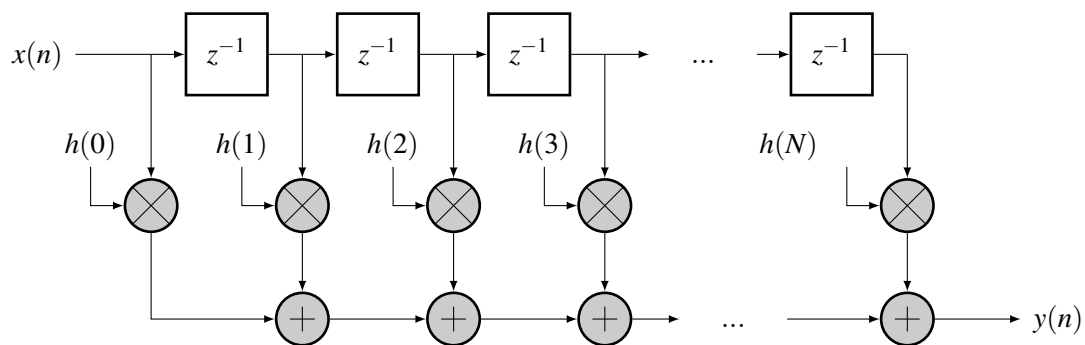 x(n) z⁻¹ z⁻¹ z⁻¹ ... z⁻¹
h(0) h(1) h(2) h(3) h(N)
+ + + ... + y(n)